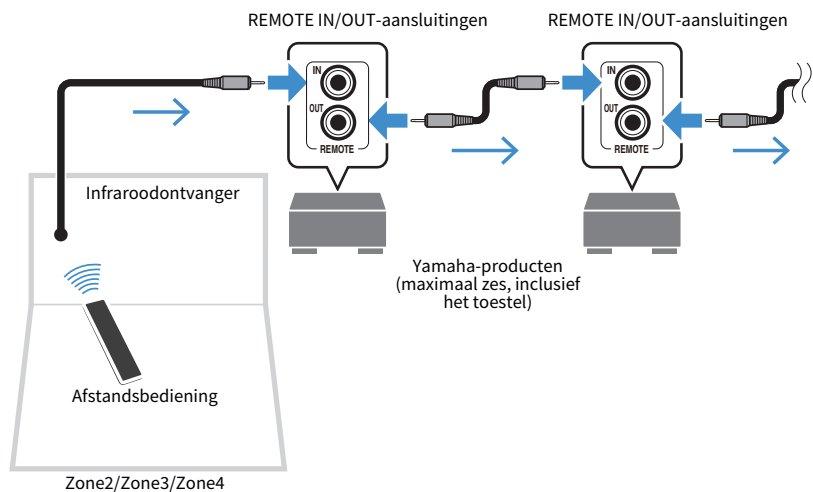 REMOTE IN/OUT-aansluitingen
REMOTE IN/OUT-aansluitingen
IN
OUT
REMOTE
IN
OUT
REMOTE
Infraroodontvanger
Yamaha-producten
(maximaal zes, inclusief
het toestel)
Afstandsbediening
Zone2/Zone3/Zone4